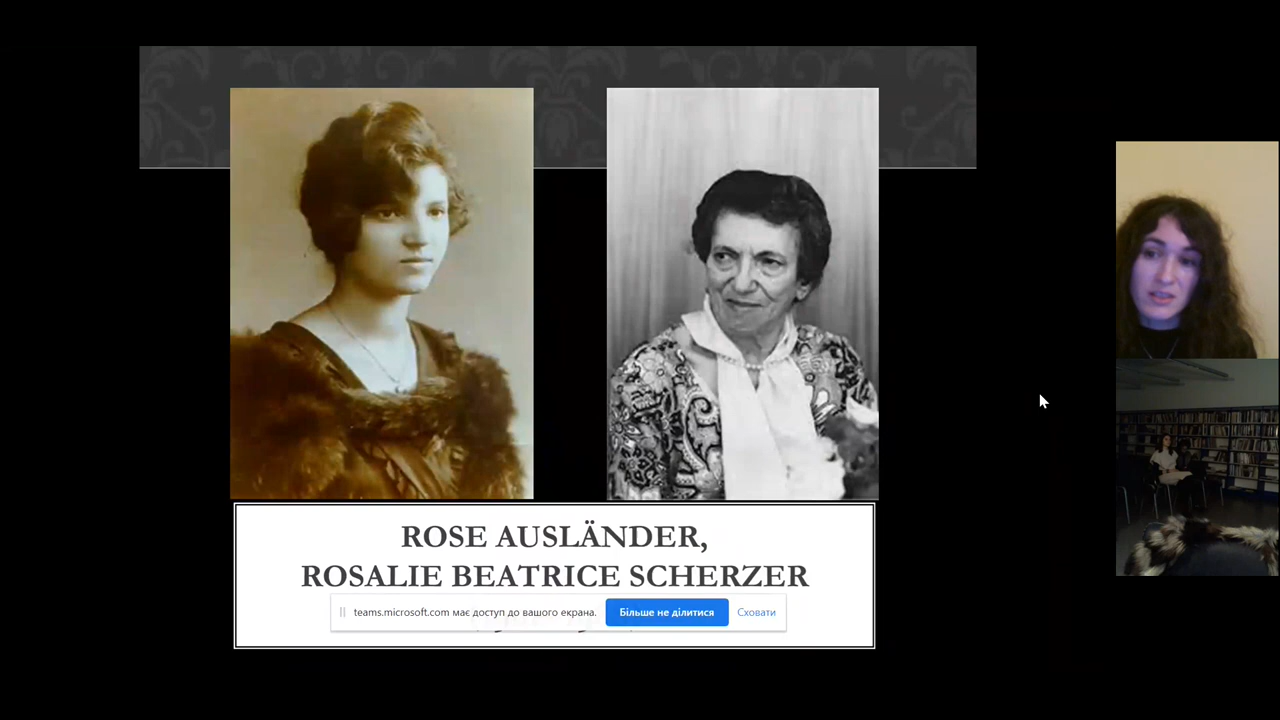 ROSE AUSLÄNDER,
ROSALIE BEATRICE SCHERZER
teams.microsoft.com має доступ до вашого екрана. Більше не ділитися Сховати